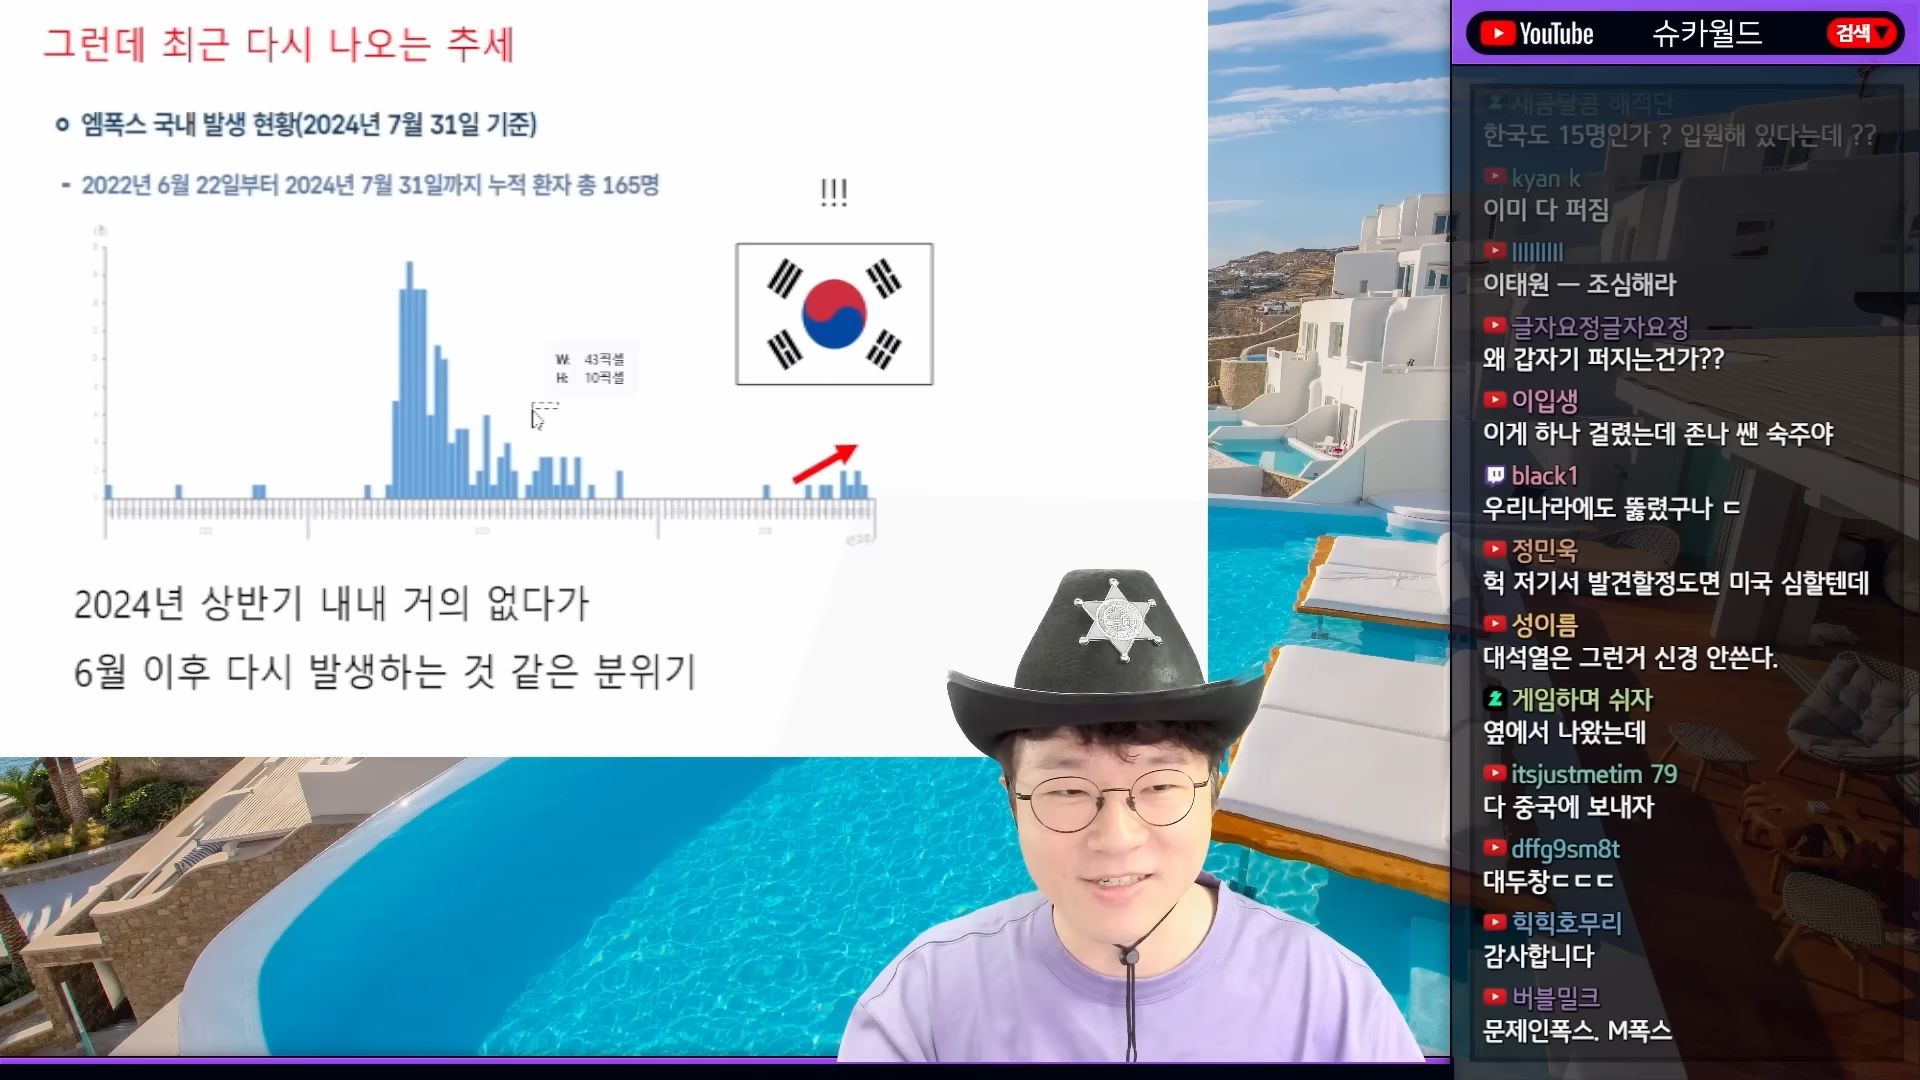 그런데 최근 다시 나오는 추세
엠폭스 국내 발생 현황(2024년 7월 31일 기준)
- 2022년 6월 22일부터 2024년 7월 31일까지 누적 환자 총 165명
!!!
W: 43픽셀
H: 10픽셀
2024년 상반기 내내 거의 없다가
6월 이후 다시 발생하는 것 같은 분위기
YouTube 슈카월드 검색
새콤달콤 해적단
한국도 15명인가 ? 입원해 있다는데 ??
kyan k
이미 다 퍼짐
이태원 — 조심해라
글자요정글자요정
왜 갑자기 퍼지는건가??
이입생
이게 하나 걸렸는데 존나 쌘 숙주야
black1
우리나라에도 뚫렸구나 ㄷ
정민욱
헉 저기서 발견할정도면 미국 심할텐데
성이름
대석열은 그런거 신경 안쓴다.
게임하며 쉬자
옆에서 나왔는데
itsjustmetim 79
다 중국에 보내자
dffg9sm8t
대두창ㄷㄷㄷ
힉힉호무리
감사합니다
버블밀크
문제인폭스. M폭스